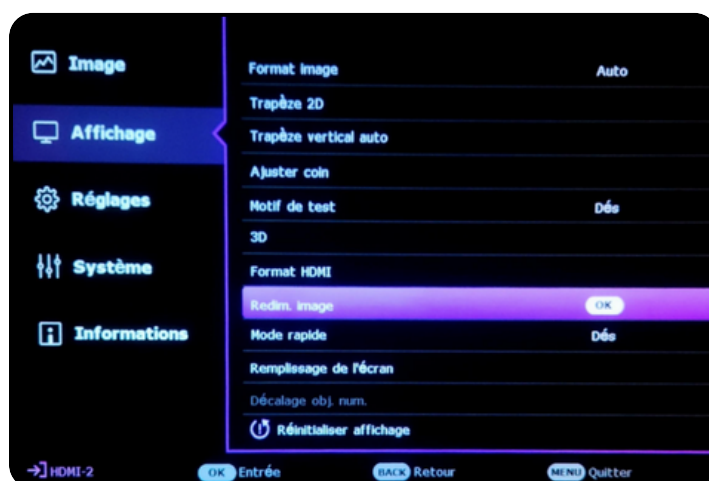 Image
Affichage
Réglages
Système
Informations
Format image Auto
Trapèze 2D
Trapèze vertical auto
Ajuster coin
Motif de test Dés
3D
Format HDMI
Redim. image OK
Mode rapide Dés
Remplissage de l'écran
Décalage obj. num.
Réinitialiser affichage
HDMI-2 OK Entrée BACK Retour MENU Quitter